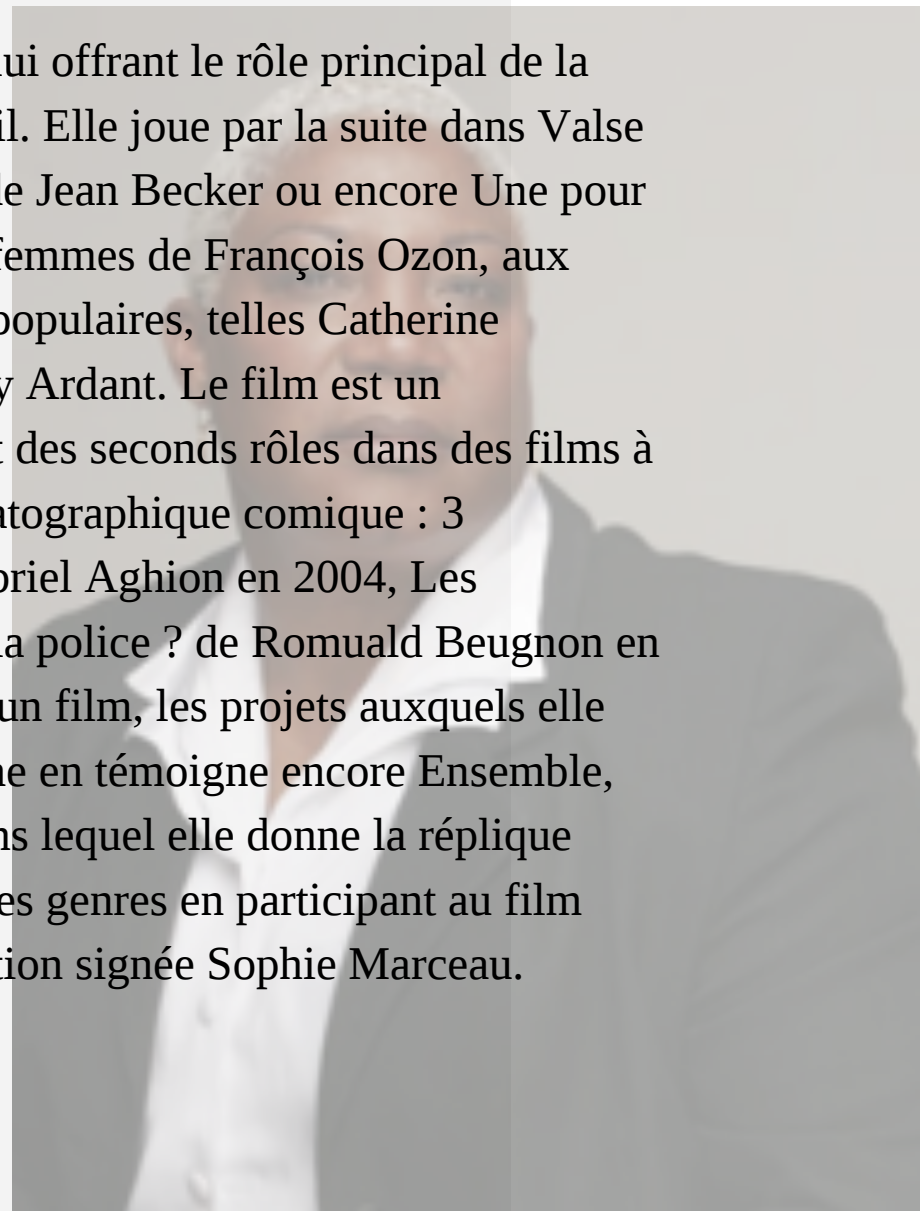 lui offrant le rôle principal de la
il. Elle joue par la suite dans Valse
de Jean Becker ou encore Une pour
femmes de François Ozon, aux
populaires, telles Catherine
y Ardant. Le film est un
t des seconds rôles dans des films à
atographique comique : 3
briel Aghion en 2004, Les
la police ? de Romuald Beugnon en
un film, les projets auxquels elle
ne en témoigne encore Ensemble,
ns lequel elle donne la réplique
es genres en participant au film
tion signée Sophie Marceau.